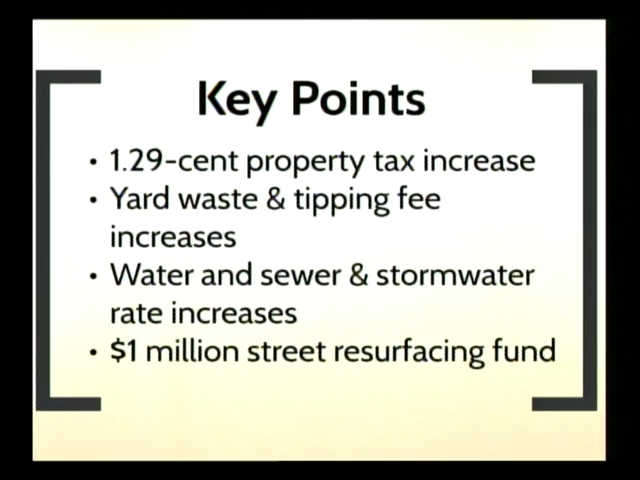 Key Points
• 1.29-cent property tax increase
• Yard waste & tipping fee
increases
• Water and sewer & stormwater
rate increases
• $1 million street resurfacing fund